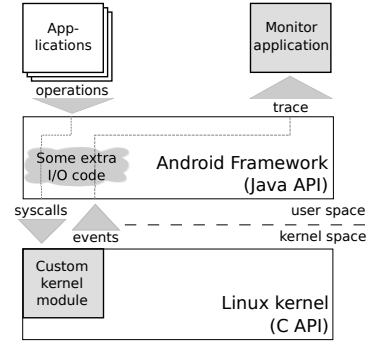 App-
lications
Monitor
application
operations
trace
Some extra
I/O code
Android Framework
(Java API)
syscalls
events
user space
kernel space
Custom
kernel
module
Linux kernel
(C API)